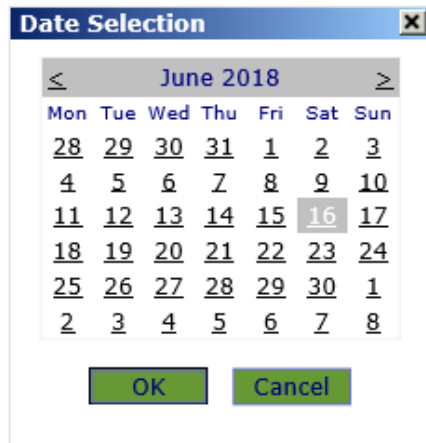 Date Selection ×
< June 2018 >
Mon Tue Wed Thu Fri Sat Sun
28 29 30 31 1 2 3
4 5 6 7 8 9 10
11 12 13 14 15 16 17
18 19 20 21 22 23 24
25 26 27 28 29 30 1
2 3 4 5 6 7 8
OK Cancel